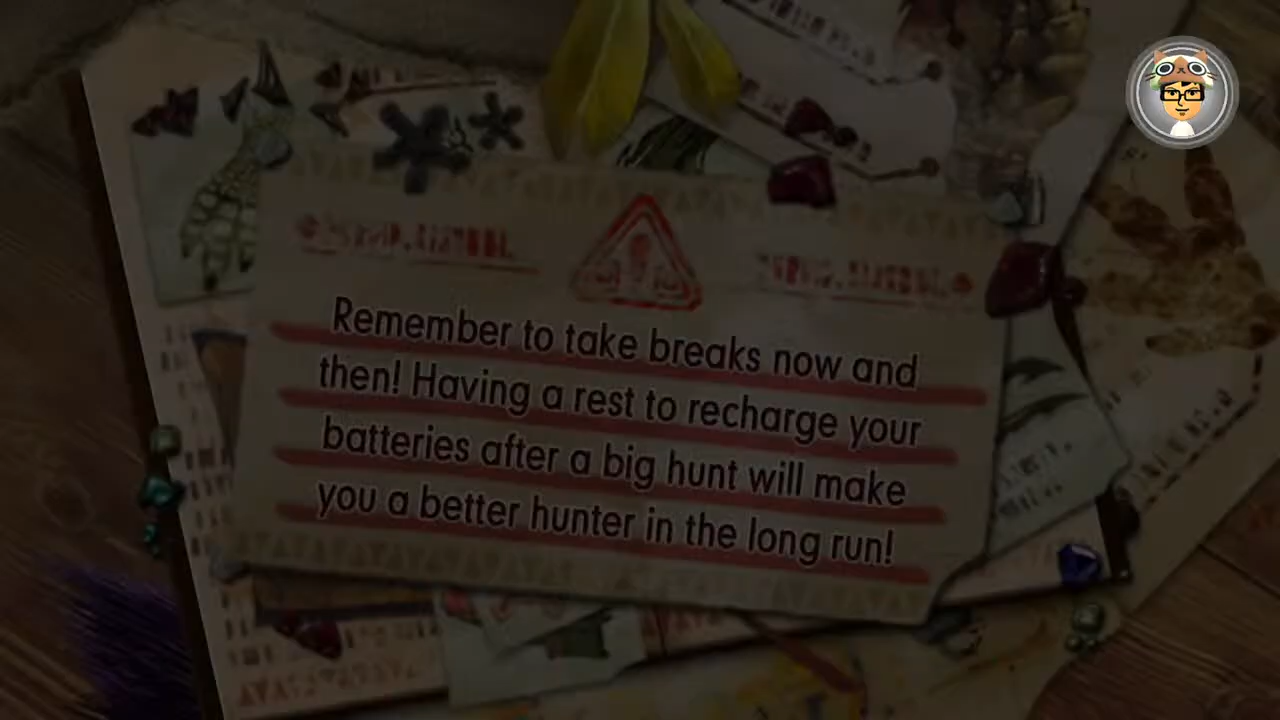 Remember to take breaks now and
then! Having a rest to recharge your
batteries after a big hunt will make
you a better hunter in the long run!